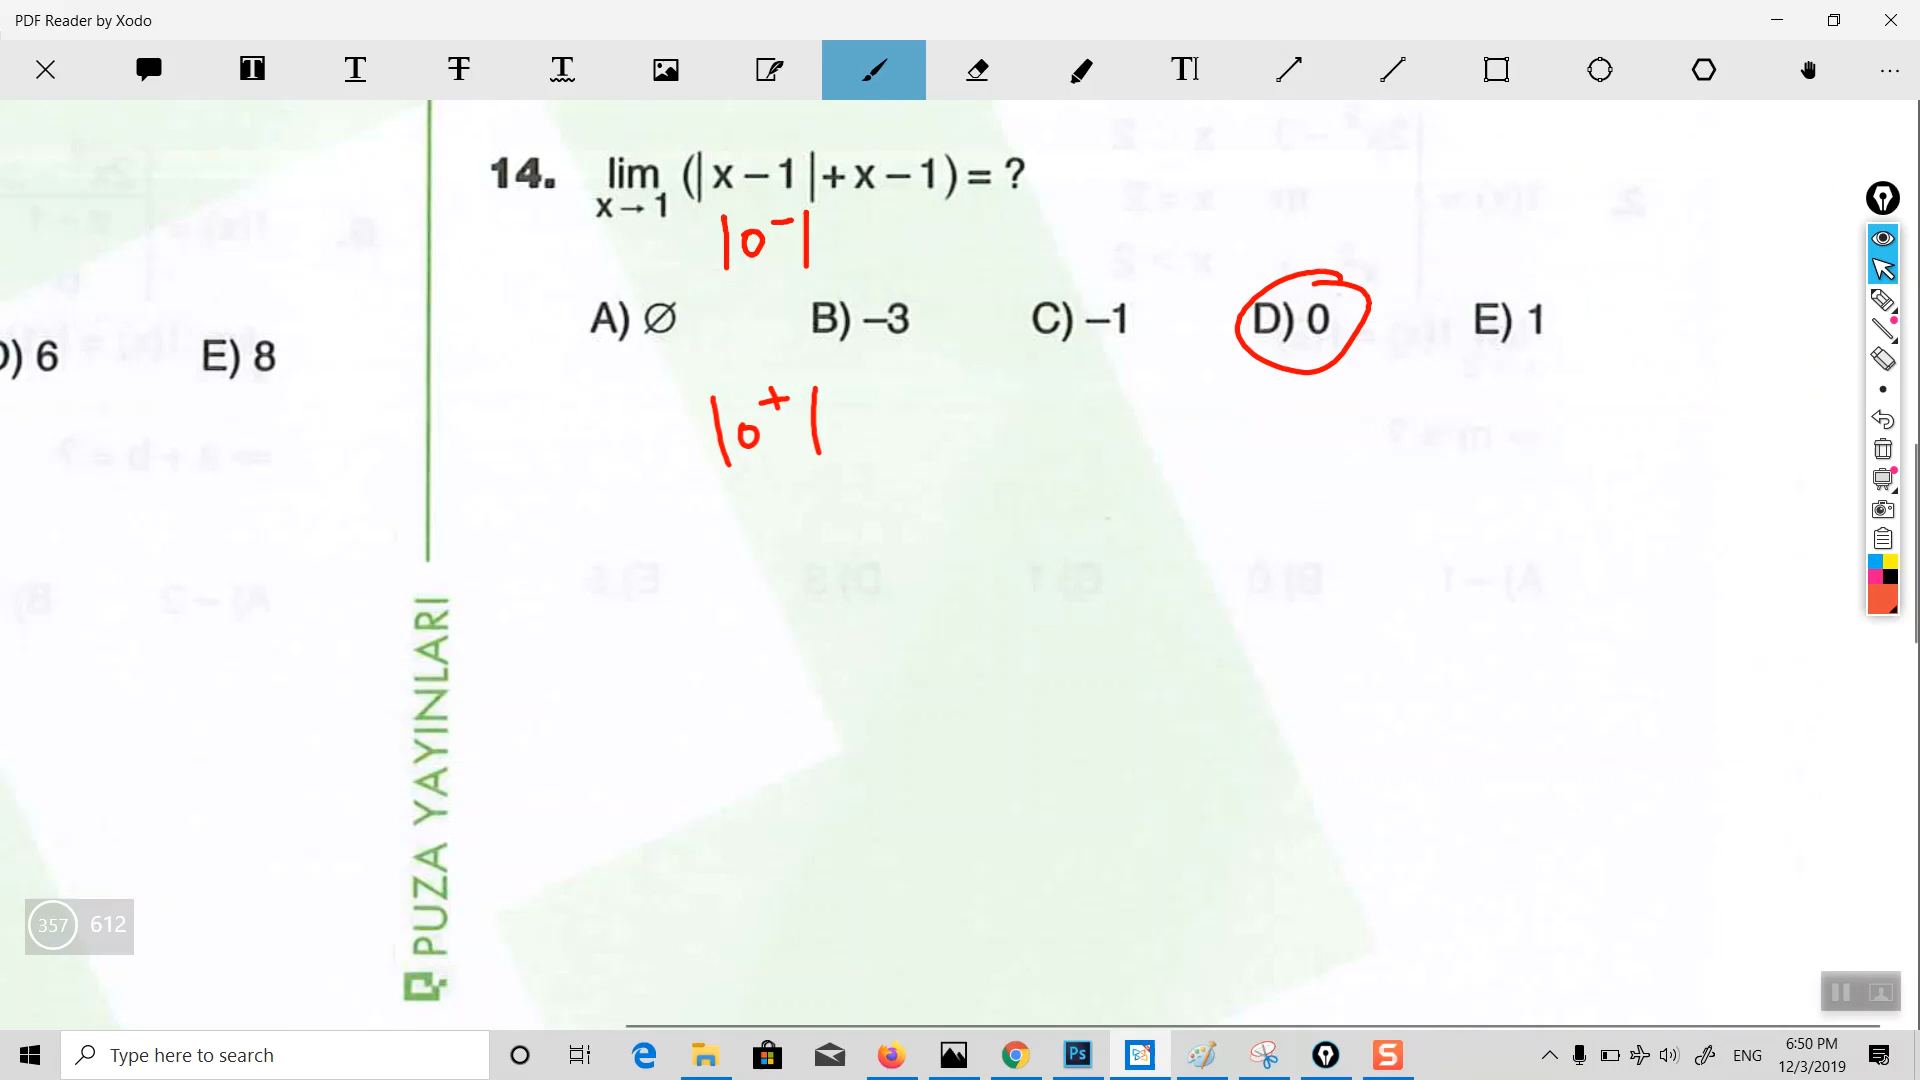 PDF Reader by Xodo
14. lim (|x – 1| + x – 1) = ?
x → 1
|0⁻|
A) ∅ B) –3 C) –1 D) 0 E) 1
) 6 E) 8
|0⁺|
PUZA YAYINLARI
357 612
Type here to search
ENG
6:50 PM
12/3/2019